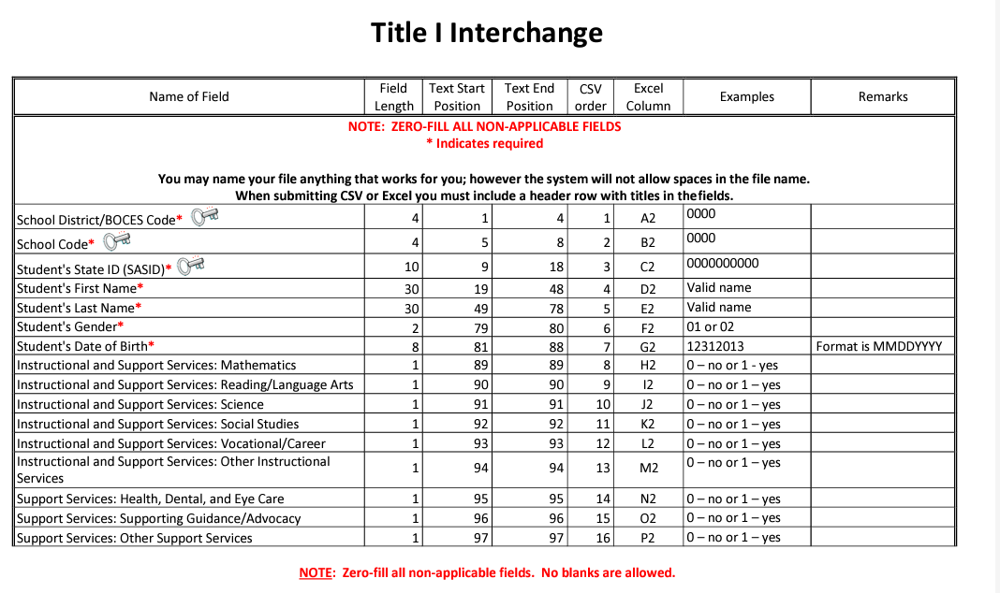 Title I Interchange
Name of Field Field Length Text Start Position Text End Position CSV order Excel Column Examples Remarks
NOTE: ZERO-FILL ALL NON-APPLICABLE FIELDS
* Indicates required
You may name your file anything that works for you; however the system will not allow spaces in the file name.
When submitting CSV or Excel you must include a header row with titles in thefields.
School District/BOCES Code* 4 1 4 1 A2 0000
School Code* 4 5 8 2 B2 0000
Student's State ID (SASID)* 10 9 18 3 C2 0000000000
Student's First Name* 30 19 48 4 D2 Valid name
Student's Last Name* 30 49 78 5 E2 Valid name
Student's Gender* 2 79 80 6 F2 01 or 02
Student's Date of Birth* 8 81 88 7 G2 12312013 Format is MMDDYYYY
Instructional and Support Services: Mathematics 1 89 89 8 H2 0 – no or 1 - yes
Instructional and Support Services: Reading/Language Arts 1 90 90 9 I2 0 – no or 1 – yes
Instructional and Support Services: Science 1 91 91 10 J2 0 – no or 1 – yes
Instructional and Support Services: Social Studies 1 92 92 11 K2 0 – no or 1 – yes
Instructional and Support Services: Vocational/Career 1 93 93 12 L2 0 – no or 1 – yes
Instructional and Support Services: Other Instructional Services 1 94 94 13 M2 0 – no or 1 – yes
Support Services: Health, Dental, and Eye Care 1 95 95 14 N2 0 – no or 1 – yes
Support Services: Supporting Guidance/Advocacy 1 96 96 15 O2 0 – no or 1 – yes
Support Services: Other Support Services 1 97 97 16 P2 0 – no or 1 – yes
NOTE: Zero-fill all non-applicable fields. No blanks are allowed.